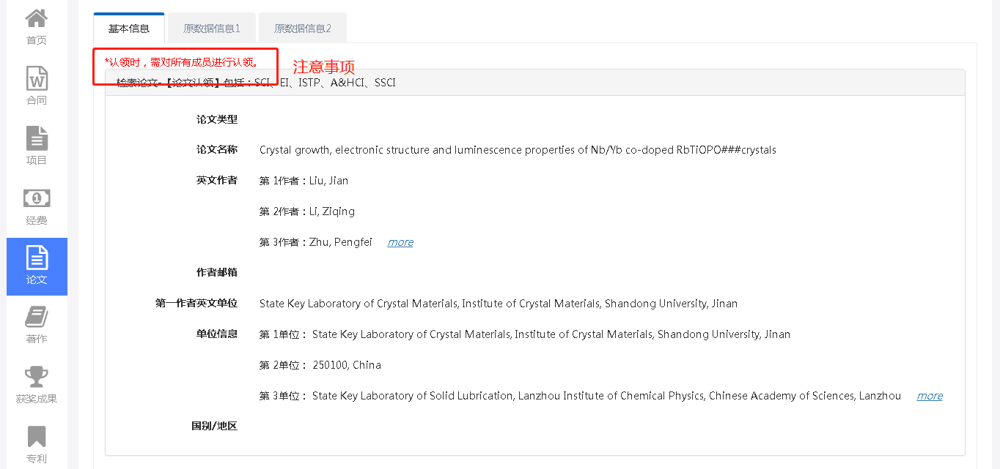 首页
合同
项目
经费
论文
著作
获奖成果
专利
基本信息 原数据信息1 原数据信息2
*认领时，需对所有成员进行认领。
注意事项
检索论文-【论文认领】包括：SCI、EI、ISTP、A&HCI、SSCI
论文类型
论文名称 Crystal growth, electronic structure and luminescence properties of Nb/Yb co-doped RbTiOPO###crystals
英文作者 第 1作者：Liu, Jian
第 2作者：Li, Ziqing
第 3作者：Zhu, Pengfei more
作者邮箱
第一作者英文单位 State Key Laboratory of Crystal Materials, Institute of Crystal Materials, Shandong University, Jinan
单位信息 第 1单位： State Key Laboratory of Crystal Materials, Institute of Crystal Materials, Shandong University, Jinan
第 2单位： 250100, China
第 3单位： State Key Laboratory of Solid Lubrication, Lanzhou Institute of Chemical Physics, Chinese Academy of Sciences, Lanzhou more
国别/地区